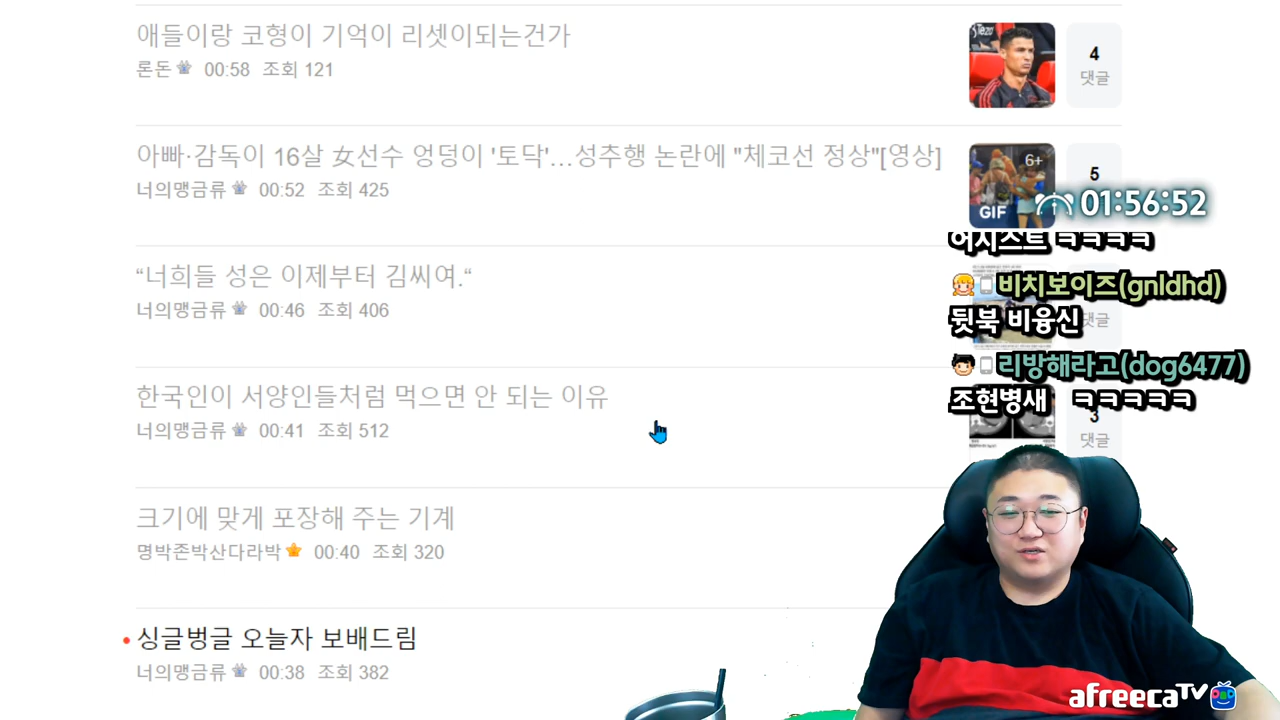 애들이랑 코형이 기억이 리셋이되는건가
론돈 00:58 조회 121
4
댓글
아빠·감독이 16살 女선수 엉덩이 '토닥'…성추행 논란에 "체코선 정상"[영상]
너의맹금류 00:52 조회 425
6+
GIF
5
01:56:52
어시스트 ㅋㅋㅋㅋ
“너희들 성은 이제부터 김씨여.“
너의맹금류 00:46 조회 406
비치보이즈(gnldhd)
뒷북 비융신
댓글
리방해라고(dog6477)
조현병새 ㅋㅋㅋㅋㅋ
한국인이 서양인들처럼 먹으면 안 되는 이유
너의맹금류 00:41 조회 512
3
댓글
크기에 맞게 포장해 주는 기계
명박존박산다라박 00:40 조회 320
싱글벙글 오늘자 보배드림
너의맹금류 00:38 조회 382
afreecaTV